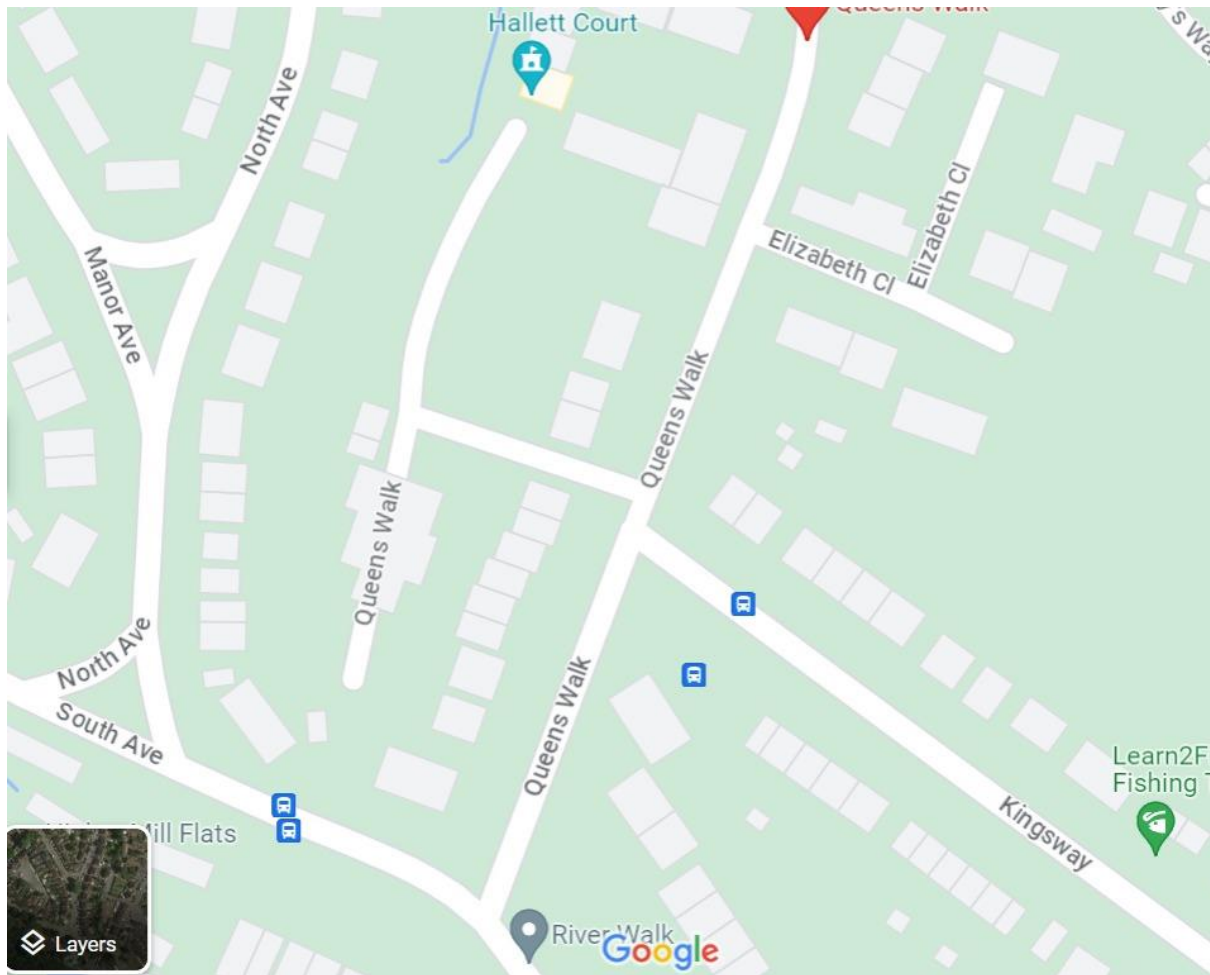 Queens Walk
Hallett Court
North Ave
Elizabeth Cl
Elizabeth Cl
Manor Ave
Queens Walk
Queens Walk
North Ave
South Ave
Queens Walk
Learn2F
Fishing T
Kingsway
Mill Flats
River Walk
Google
Layers